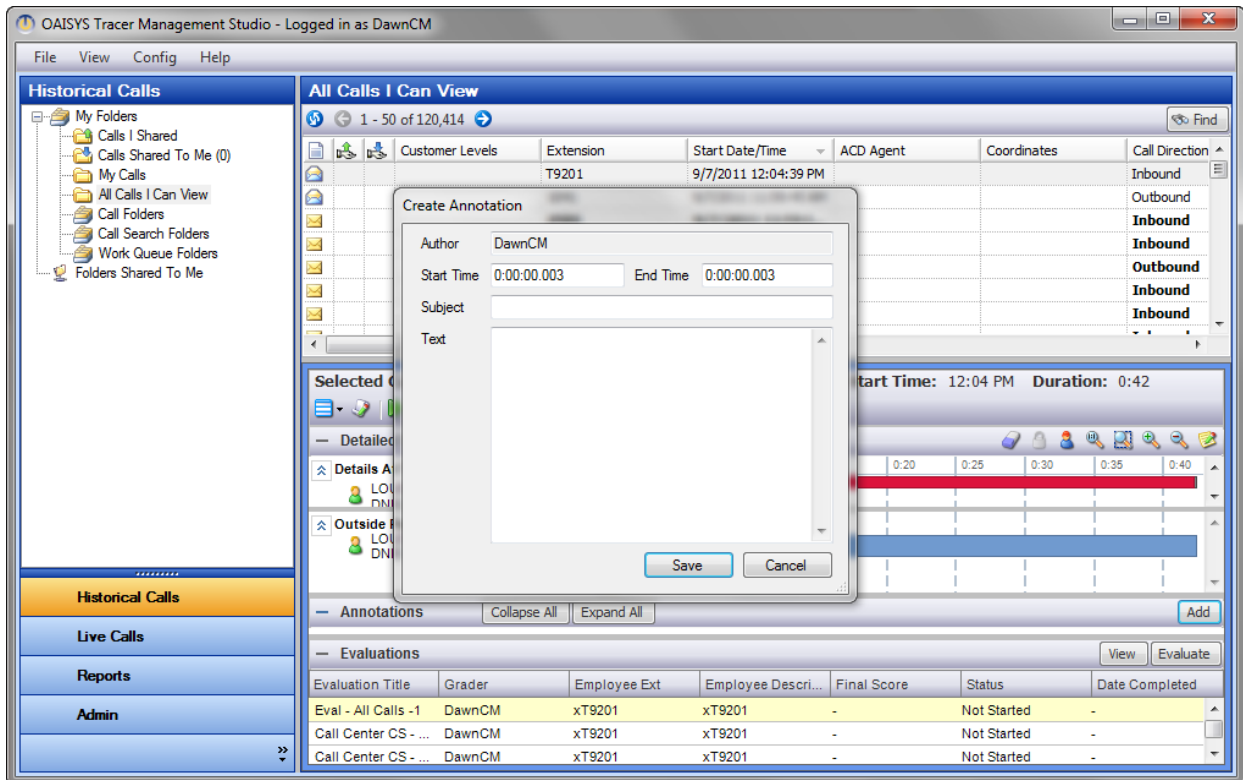 OAISYS Tracer Management Studio - Logged in as DawnCM
File View Config Help
Historical Calls
My Folders
Calls I Shared
Calls Shared To Me (0)
My Calls
All Calls I Can View
Call Folders
Call Search Folders
Work Queue Folders
Folders Shared To Me
Historical Calls
Live Calls
Reports
Admin
All Calls I Can View
1 - 50 of 120,414
Find
Customer Levels Extension Start Date/Time ACD Agent Coordinates Call Direction
T9201 9/7/2011 12:04:39 PM Inbound
Outbound
Inbound
Inbound
Outbound
Inbound
Inbound
Create Annotation
Author DawnCM
Start Time 0:00:00.003 End Time 0:00:00.003
Subject
Text
Save Cancel
Selected
tart Time: 12:04 PM Duration: 0:42
Detailed
Details
0:20 0:25 0:30 0:35 0:40
LOU
DNI
Outside
LOU
DNI
Annotations Collapse All Expand All Add
Evaluations View Evaluate
Evaluation Title Grader Employee Ext Employee Descri... Final Score Status Date Completed
Eval - All Calls -1 DawnCM xT9201 xT9201 - Not Started -
Call Center CS - ... DawnCM xT9201 xT9201 - Not Started -
Call Center CS - ... DawnCM xT9201 xT9201 - Not Started -